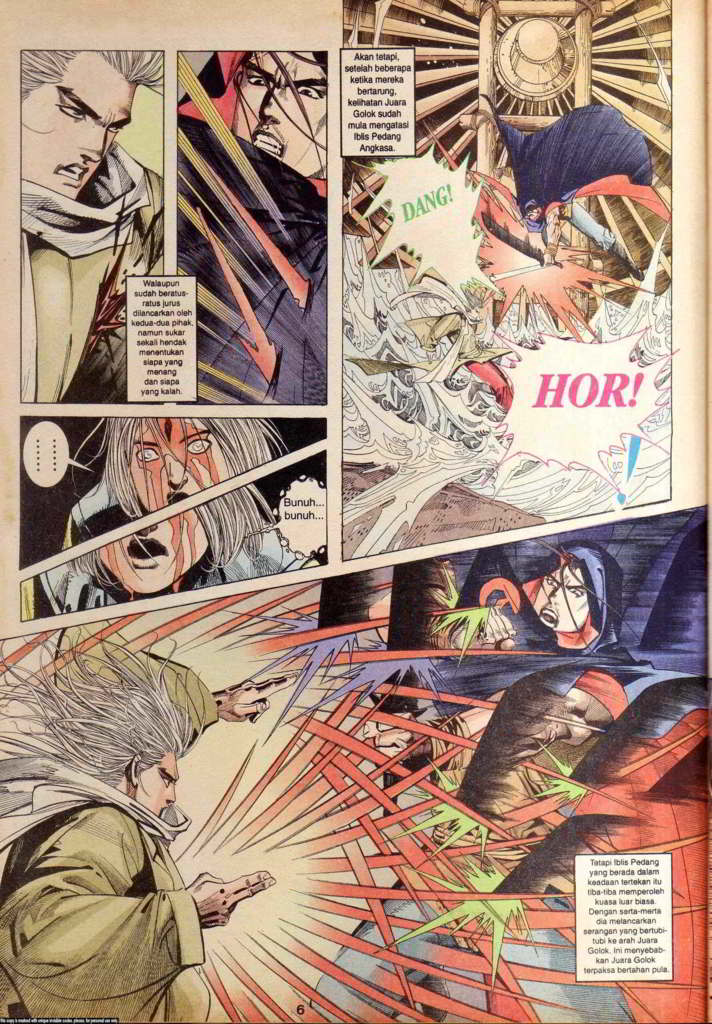 Walaupun
sudah beratus-
ratus jurus
dilancarkan oleh
kedua-dua pihak,
namun sukar
sekali hendak
menentukan
siapa yang
menang
dan siapa
yang kalah.
Akan tetapi,
setelah beberapa
ketika mereka
bertarung,
kelihatan Juara
Golok sudah
mula mengatasi
Iblis Pedang
Angkasa.
DANG!
HOR!
Bunuh...
bunuh...
Tetapi Iblis Pedang
yang berada dalam
keadaan tertekan itu
tiba-tiba memperoleh
kuasa luar biasa.
Dengan serta-merta
dia melancarkan
serangan yang bertubi-
tubi ke arah Juara
Golok. Ini menyebab-
kan Juara Golok
terpaksa bertahan pula.
6